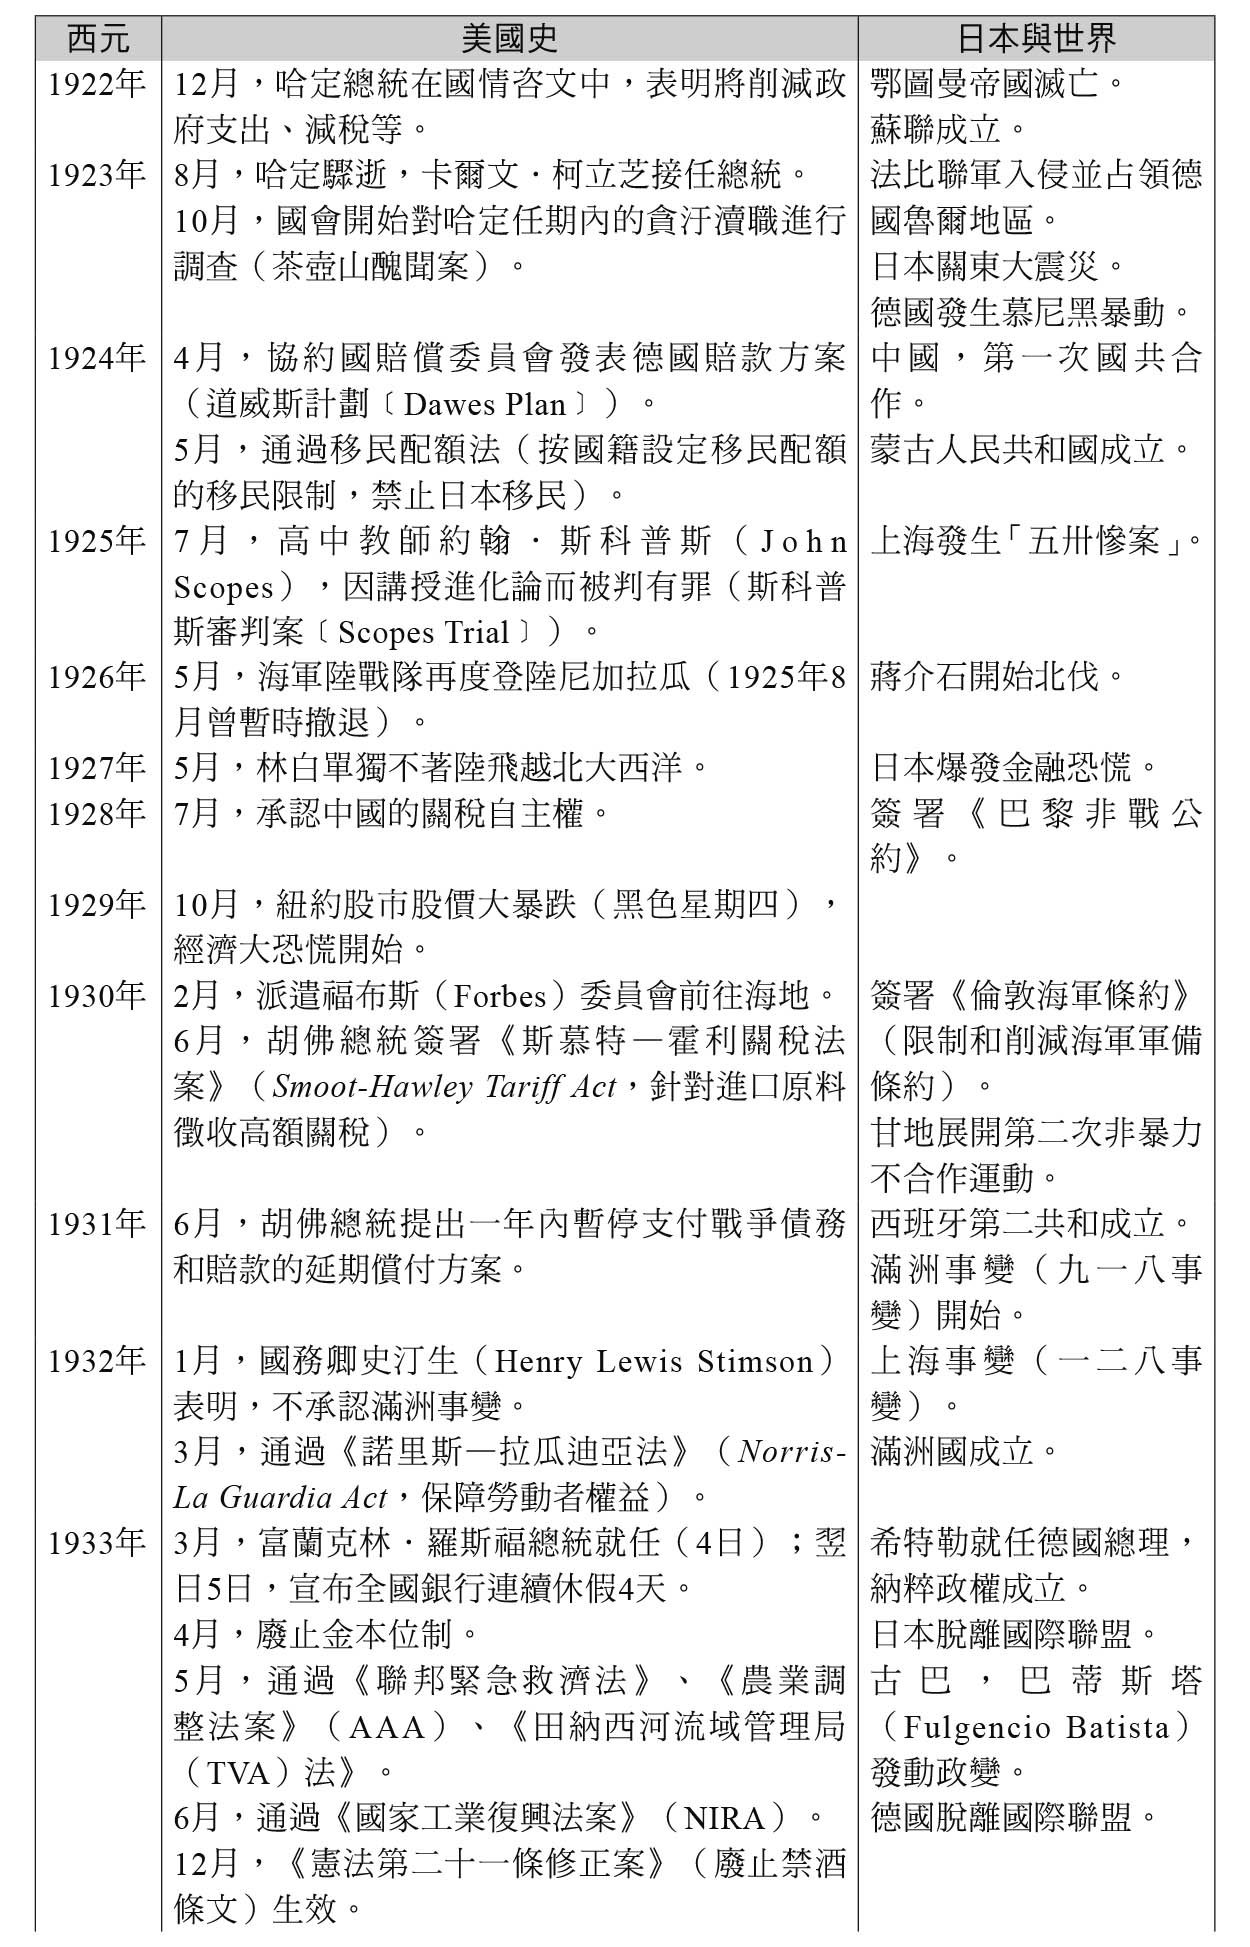 西元 美國史 日本與世界
1922年 12月，哈定總統在國情咨文中，表明將削減政 鄂圖曼帝國滅亡。
府支出、減稅等。 蘇聯成立。
1923年 8月，哈定驟逝，卡爾文．柯立芝接任總統。 法比聯軍入侵並占領德
10月，國會開始對哈定任期內的貪汙瀆職進行 國魯爾地區。
調查（茶壺山醜聞案）。 日本關東大震災。
德國發生慕尼黑暴動。
1924年 4月，協約國賠償委員會發表德國賠款方案 中國，第一次國共合
（道威斯計劃﹝Dawes Plan﹞）。 作。
5月，通過移民配額法（按國籍設定移民配額 蒙古人民共和國成立。
的移民限制，禁止日本移民）。
1925年 7月，高中教師約翰．斯科普斯（John 上海發生「五卅慘案」。
Scopes），因講授進化論而被判有罪（斯科普
斯審判案﹝Scopes Trial﹞）。
1926年 5月，海軍陸戰隊再度登陸尼加拉瓜（1925年8 蔣介石開始北伐。
月曾暫時撤退）。
1927年 5月，林白單獨不著陸飛越北大西洋。 日本爆發金融恐慌。
1928年 7月，承認中國的關稅自主權。 簽署《巴黎非戰公
約》。
1929年 10月，紐約股市股價大暴跌（黑色星期四），
經濟大恐慌開始。
1930年 2月，派遣福布斯（Forbes）委員會前往海地。 簽署《倫敦海軍條約》
6月，胡佛總統簽署《斯慕特—霍利關稅法 （限制和削減海軍軍備
案》（Smoot-Hawley Tariff Act，針對進口原料 條約）。
徵收高額關稅）。 甘地展開第二次非暴力
不合作運動。
1931年 6月，胡佛總統提出一年內暫停支付戰爭債務 西班牙第二共和成立。
和賠款的延期償付方案。 滿洲事變（九一八事
變）開始。
1932年 1月，國務卿史汀生（Henry Lewis Stimson） 上海事變（一二八事
表明，不承認滿洲事變。 變）。
3月，通過《諾里斯—拉瓜迪亞法》（Norris- 滿洲國成立。
La Guardia Act，保障勞動者權益）。
1933年 3月，富蘭克林．羅斯福總統就任（4日）；翌 希特勒就任德國總理，
日5日，宣布全國銀行連續休假4天。 納粹政權成立。
4月，廢止金本位制。 日本脫離國際聯盟。
5月，通過《聯邦緊急救濟法》、《農業調 古巴，巴蒂斯塔
整法案》（AAA）、《田納西河流域管理局 （Fulgencio Batista）
（TVA）法》。 發動政變。
6月，通過《國家工業復興法案》（NIRA）。 德國脫離國際聯盟。
12月，《憲法第二十一條修正案》（廢止禁酒
條文）生效。